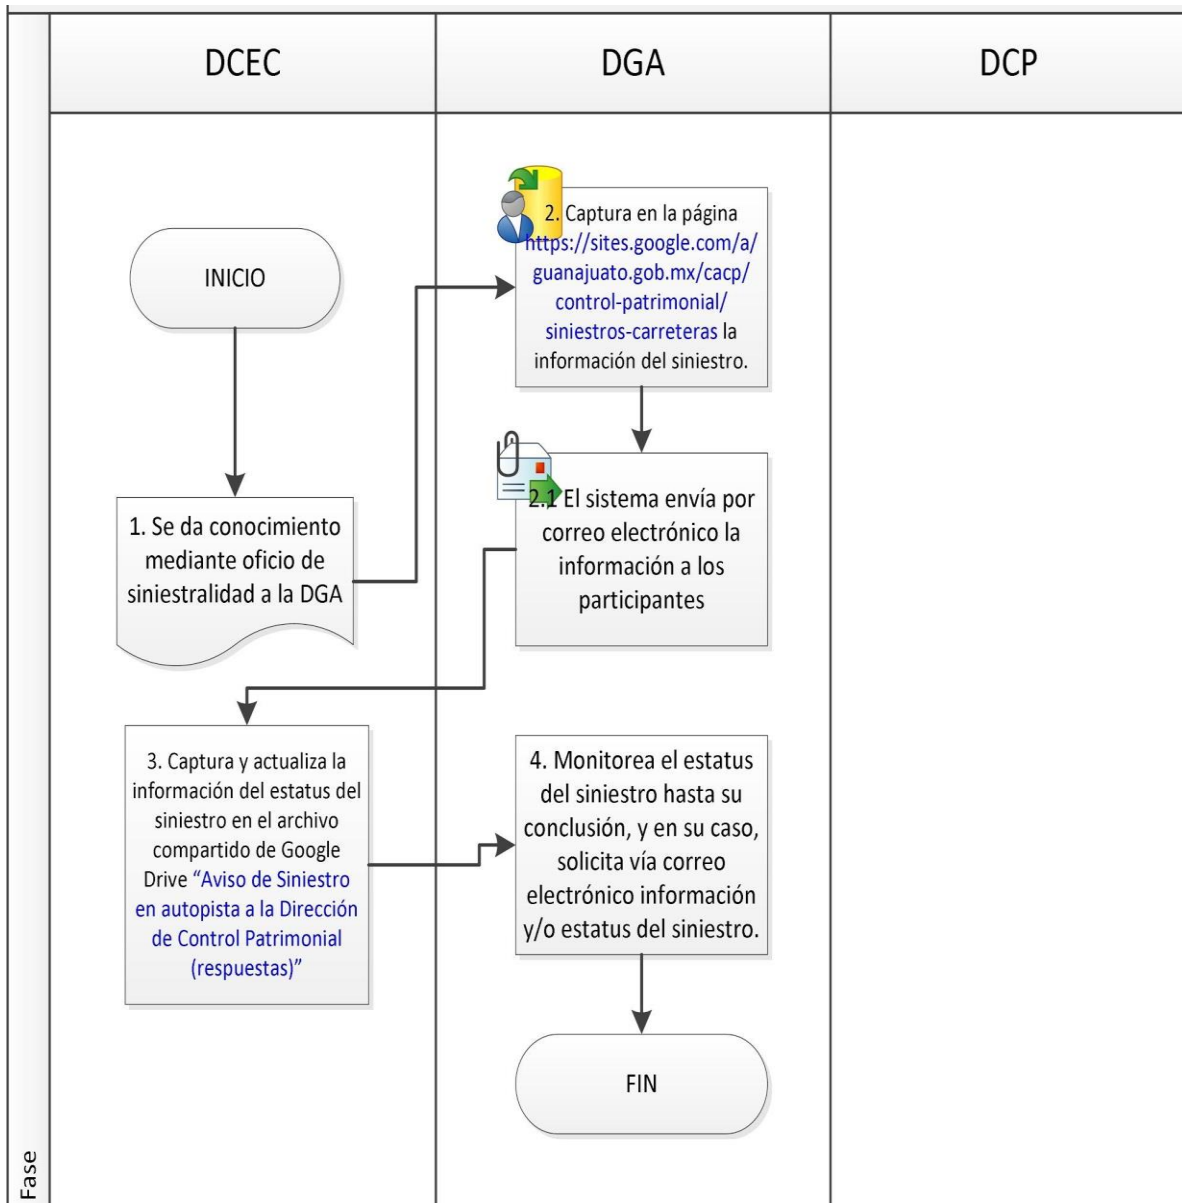 DCEC
DGA
DCP
INICIO
1. Se da conocimiento
mediante oficio de
siniestralidad a la DGA
2. Captura en la página
https://sites.google.com/a/
guanajuato.gob.mx/cacp/
control-patrimonial/
siniestros-carreteras la
información del siniestro.
2.1 El sistema envía por
correo electrónico la
información a los
participantes
3. Captura y actualiza la
información del estatus del
siniestro en el archivo
compartido de Google
Drive “Aviso de Siniestro
en autopista a la Dirección
de Control Patrimonial
(respuestas)”
4. Monitorea el estatus
del siniestro hasta su
conclusión, y en su caso,
solicita vía correo
electrónico información
y/o estatus del siniestro.
FIN
Fase